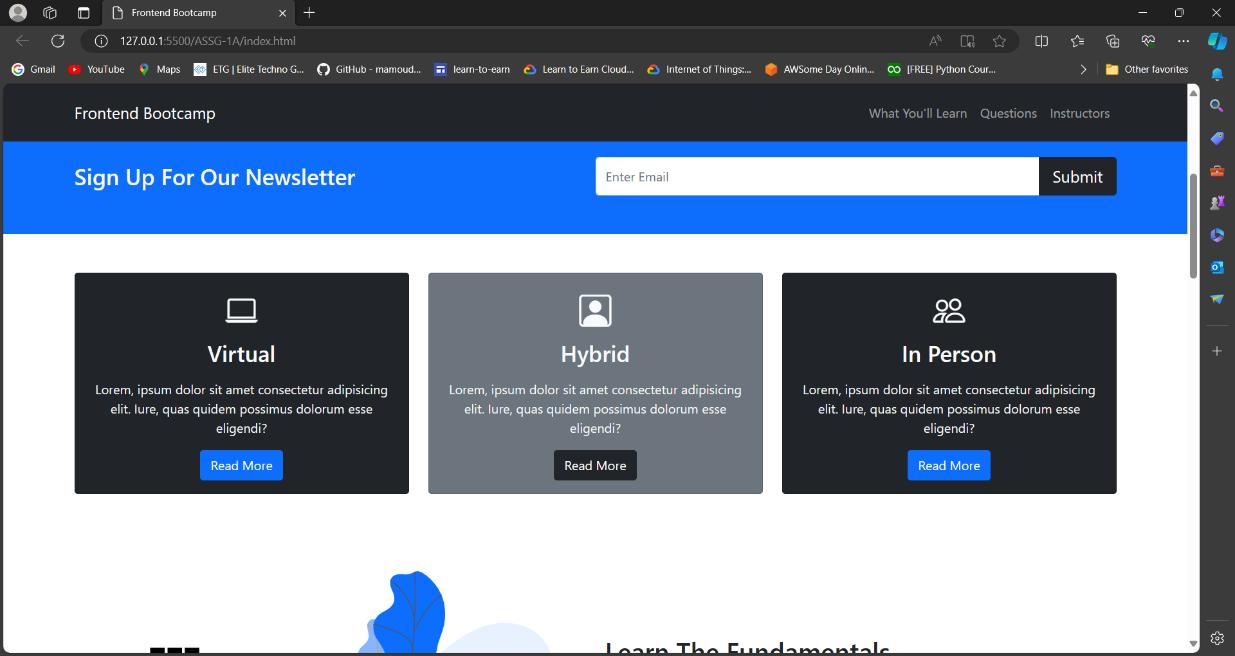 Frontend Bootcamp
127.0.0.1:5500/ASSG-1A/index.html
Gmail YouTube Maps ETG | Elite Techno G... GitHub - mamoud... learn-to-earn Learn to Earn Cloud... Internet of Things:... AWSome Day Onlin... [FREE] Python Cour... Other favorites
Frontend Bootcamp What You'll Learn Questions Instructors
Sign Up For Our Newsletter Enter Email Submit
Virtual
Lorem, ipsum dolor sit amet consectetur adipisicing
elit. Iure, quas quidem possimus dolorum esse
eligendi?
Read More
Hybrid
Lorem, ipsum dolor sit amet consectetur adipisicing
elit. Iure, quas quidem possimus dolorum esse
eligendi?
Read More
In Person
Lorem, ipsum dolor sit amet consectetur adipisicing
elit. Iure, quas quidem possimus dolorum esse
eligendi?
Read More
Learn The Fundamentals